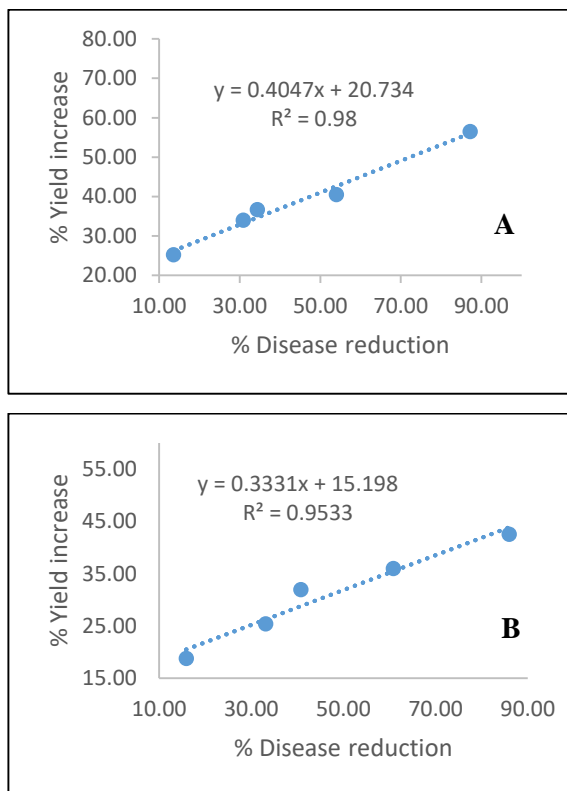 80.00
70.00
60.00
50.00
40.00
30.00
20.00
% Yield increase
y = 0.4047x + 20.734
R² = 0.98
A
10.00 30.00 50.00 70.00 90.00
% Disease reduction
55.00
45.00
35.00
25.00
15.00
% Yield increase
y = 0.3331x + 15.198
R² = 0.9533
B
10.00 30.00 50.00 70.00 90.00
% Disease reduction